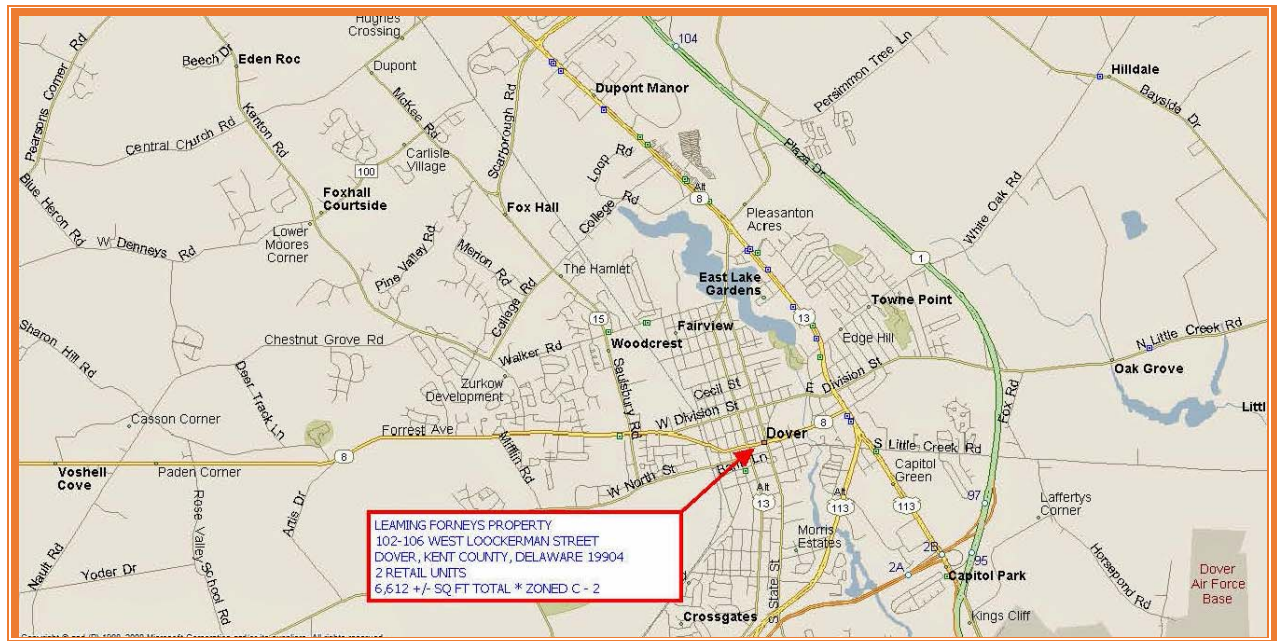 Hughes
Crossing
104
Pearsons Corner Rd
Beech Dr
Eden Roc
Dupont
Persimmon Tree Ln
Hilldale
Dupont Manor
Bayside Dr
McKee Rd
Kenton Rd
Scarborough Rd
Central Church Rd
Plaza Dr
Carlisle
Village
Loop Rd
100
Alt
8
Blue Heron Rd
Foxhall
Courtside
Fox Hall
College Rd
Pleasanton
Acres
White Oak Rd
W Denneys Rd
Lower
Moores
Corner
Pine Valley Rd
Merion Rd
The Hamlet
1
East Lake
Gardens
Towne Point
College Rd
15
Fairview
13
N Little Creek Rd
Sharon Hill Rd
Chestnut Grove Rd
Woodcrest
Edge Hill
Walker Rd
Oak Grove
Deer Track Ln
Zurkow
Development
Saulsbury Rd
Cecil St
E Division St
Fox Rd
Littl
Casson Corner
W Division St
8
Forrest Ave
Dover
8
S Little Creek Rd
Voshell
Cove
Paden Corner
Mifflin Rd
W North St
Bank Ln
Capitol
Green
Artis Dr
Rose Valley School Rd
13
Alt
113
113
97
Laffertys
Corner
LEAMING FORNEYS PROPERTY
102-106 WEST LOOCKERMAN STREET
DOVER, KENT COUNTY, DELAWARE 19904
2 RETAIL UNITS
6,612 +/- SQ FT TOTAL * ZONED C - 2
Morris
Estates
2B
95
Nault Rd
Yoder Dr
2A
Capitol Park
Horsepond Rd
Dover
Air Force
Base
S State St
Crossgates
Kings Cliff